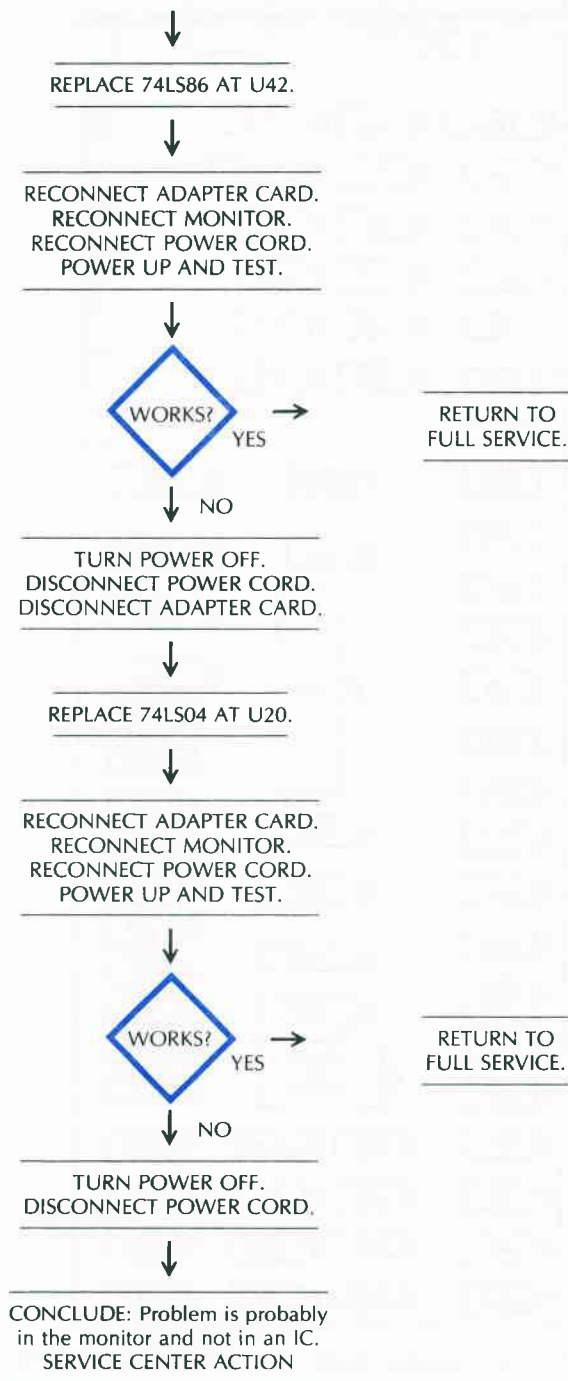 REPLACE 74LS86 AT U42.
RECONNECT ADAPTER CARD.
RECONNECT MONITOR.
RECONNECT POWER CORD.
POWER UP AND TEST.
WORKS?
YES
RETURN TO
FULL SERVICE.
NO
TURN POWER OFF.
DISCONNECT POWER CORD.
DISCONNECT ADAPTER CARD.
REPLACE 74LS04 AT U20.
RECONNECT ADAPTER CARD.
RECONNECT MONITOR.
RECONNECT POWER CORD.
POWER UP AND TEST.
WORKS?
YES
RETURN TO
FULL SERVICE.
NO
TURN POWER OFF.
DISCONNECT POWER CORD.
CONCLUDE: Problem is probably
in the monitor and not in an IC.
SERVICE CENTER ACTION